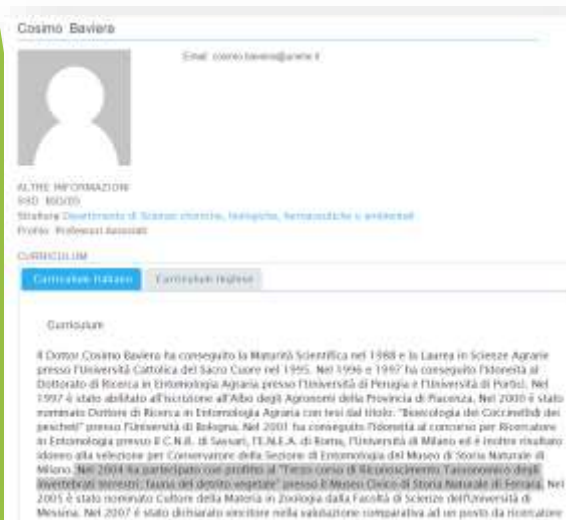 Cosimo Baviera
Email: cosimo.baviera@unime.it
ALTRE INFORMAZIONI
SSD: BIO/05
Struttura: Dipartimento di Scienze chimiche, biologiche, farmaceutiche e ambientali
Profilo: Professori Associati
CURRICULUM
Curriculum Italiano Curriculum Inglese
Curriculum
Il Dottor Cosimo Baviera ha conseguito la Maturità Scientifica nel 1988 e la Laurea in Scienze Agrarie
presso l'Università Cattolica del Sacro Cuore nel 1995. Nel 1996 e 1997 ha conseguito l'Idoneità al
Dottorato di Ricerca in Entomologia Agraria presso l'Università di Perugia e l'Università di Portici. Nel
1997 è stato abilitato all'iscrizione all'Albo degli Agronomi della Provincia di Piacenza. Nel 2000 è stato
nominato Dottore di Ricerca in Entomologia Agraria con tesi dal titolo: "Bioecologia dei Coccinellidi dei
pescheti" presso l'Università di Bologna. Nel 2001 ha conseguito l'Idoneità al concorso per Ricercatore
in Entomologia presso il C.N.R. di Sassari, l'E.N.E.A. di Roma, l'Università di Milano ed è inoltre risultato
idoneo alla selezione per Conservatore della Sezione di Entomologia del Museo di Storia Naturale di
Milano. Nel 2004 ha partecipato con profitto al "Terzo corso di Riconoscimento Tassonomico degli
invertebrati terrestri: fauna del detrito vegetale" presso il Museo Civico di Storia Naturale di Ferrara. Nel
2005 è stato nominato Cultore della Materia in Zoologia dalla Facoltà di Scienze dell'Università di
Messina. Nel 2007 è stato dichiarato vincitore nella valutazione comparativa ad un posto da ricercatore